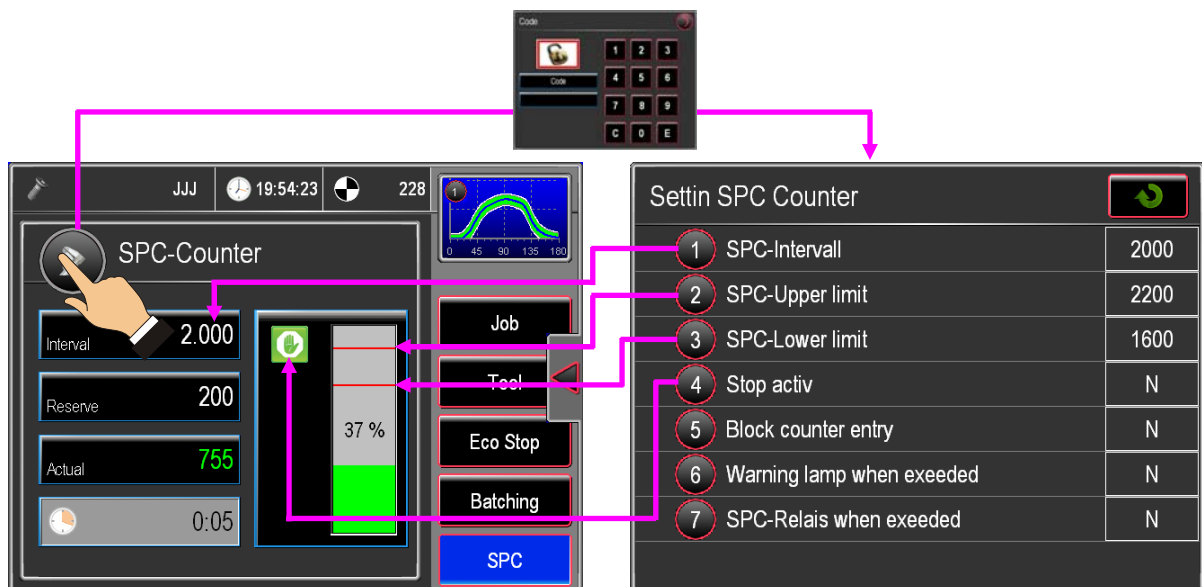 Code
1 2 3
Code
4 5 6
7 8 9
C 0 E
JJJ 19:54:23 228
1
0 45 90 135 180
SPC-Counter
Interval 2.000
Reserve 200
Actual 755
0:05
37 %
Job
Tool
Eco Stop
Batching
SPC
Settin SPC Counter
1 SPC-Intervall 2000
2 SPC-Upper limit 2200
3 SPC-Lower limit 1600
4 Stop activ N
5 Block counter entry N
6 Warning lamp when exeeded N
7 SPC-Relais when exeeded N